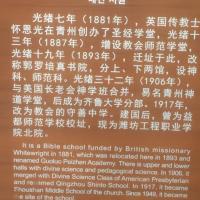 光绪七年（1881年），英国传教士
怀恩光在青州创办了圣经学堂，光绪十
三年（1887年），增设教会师范学堂，
光绪十九年（1893年），迁址于此，改
称郭罗培真书院，分上、下两馆，设神
科、师范科。光绪三十二年（1906年），
与美国长老会神学班合并，易名青州神
道学堂，后成为齐鲁大学分部。1917年，
改为教会的守善中学。建国后，曾为益
都师范学校校址，现为潍坊工程职业学
院北院。
It is a Bible school funded by British missionary
Whitewright in 1881, which was relocated here in 1893 and
renamed Guoluo Peizhen Academy. There is upper and lower
halls with divine science and pedagogical science. In 1906, it
merged with Divine Science Class of American Presbyterian
and renamed Qingzhou Shinto School. In 1917, it became
Shoushan Middle School of the church. Since 1949, it became
the site of the school